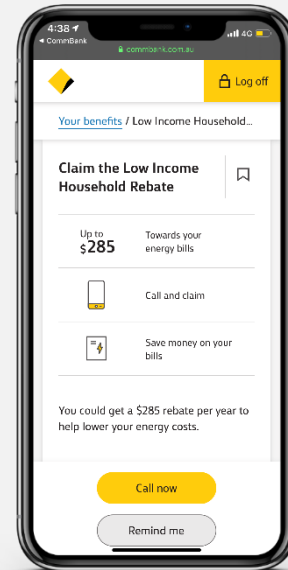 4:38
4G
CommBank
commbank.com.au
Log off
Your benefits / Low Income Household...
Claim the Low Income
Household Rebate
Up to
$285
Towards your
energy bills
Call and claim
Save money on your
bills
You could get a $285 rebate per year to
help lower your energy costs.
Call now
Remind me